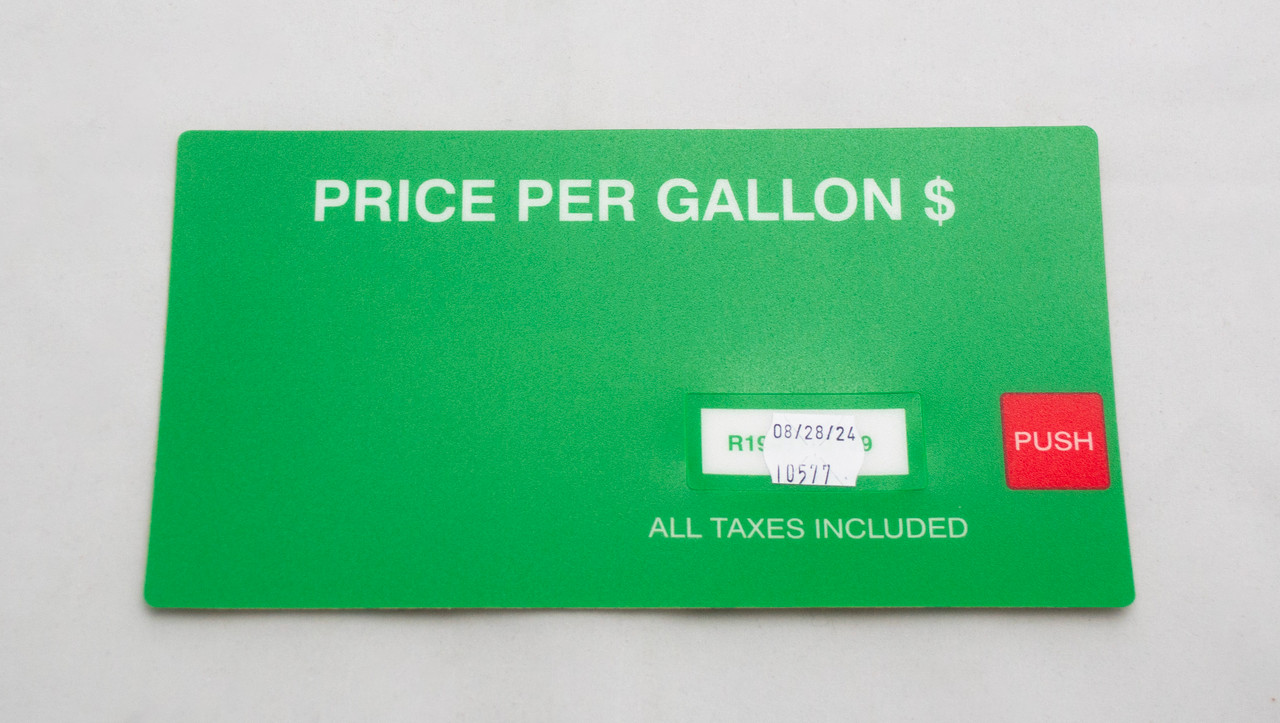 PRICE PER GALLON $
08/28/24
10577
PUSH
ALL TAXES INCLUDED